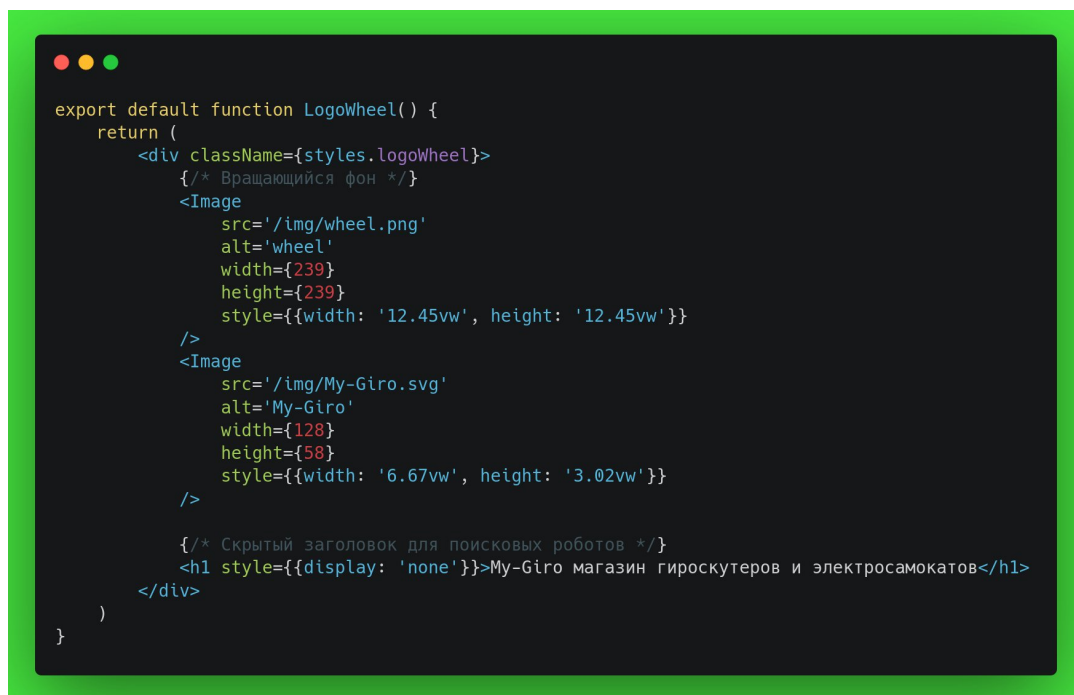 export default function LogoWheel() {
    return (
        <div className={styles.logoWheel}>
            {/* Вращающийся фон */}
            <Image
                src='/img/wheel.png'
                alt='wheel'
                width={239}
                height={239}
                style={{width: '12.45vw', height: '12.45vw'}}
            />
            <Image
                src='/img/My-Giro.svg'
                alt='My-Giro'
                width={128}
                height={58}
                style={{width: '6.67vw', height: '3.02vw'}}
            />

            {/* Скрытый заголовок для поисковых роботов */}
            <h1 style={{display: 'none'}}>My-Giro магазин гироскутеров и электросамокатов</h1>
        </div>
    )
}